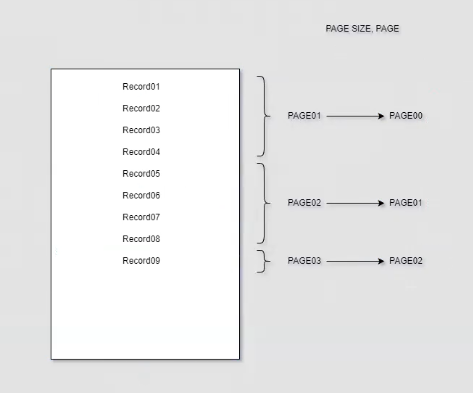 PAGE SIZE, PAGE
Record01
Record02
Record03
Record04
PAGE01
PAGE00
Record05
Record06
Record07
Record08
PAGE02
PAGE01
Record09
PAGE03
PAGE02